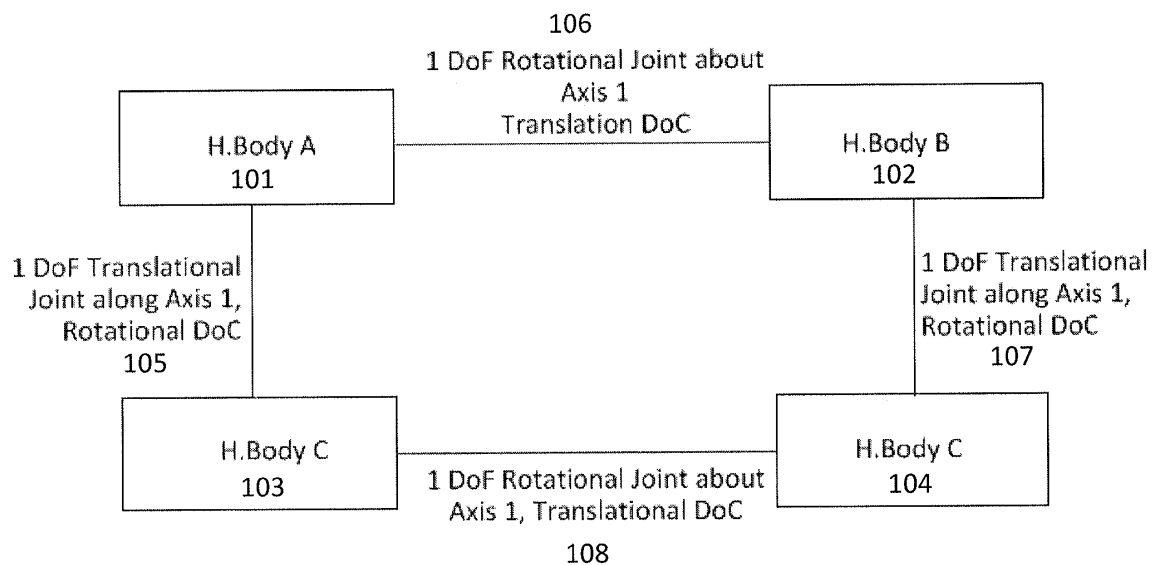 106
1 DoF Rotational Joint about
Axis 1
Translation DoC
H.Body A
101
H.Body B
102
1 DoF Translational
Joint along Axis 1,
Rotational DoC
105
1 DoF Translational
Joint along Axis 1,
Rotational DoC
107
H.Body C
103
1 DoF Rotational Joint about
Axis 1, Translational DoC
108
H.Body C
104